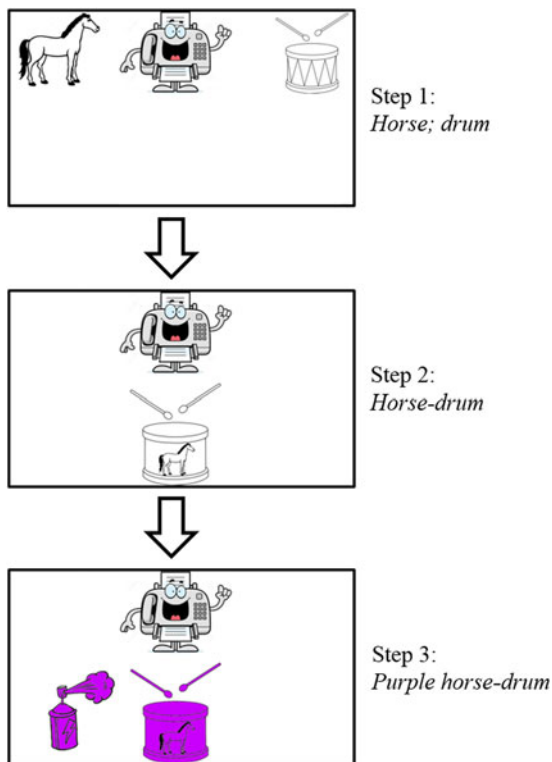 Step 1:
Horse; drum
Step 2:
Horse-drum
Step 3:
Purple horse-drum